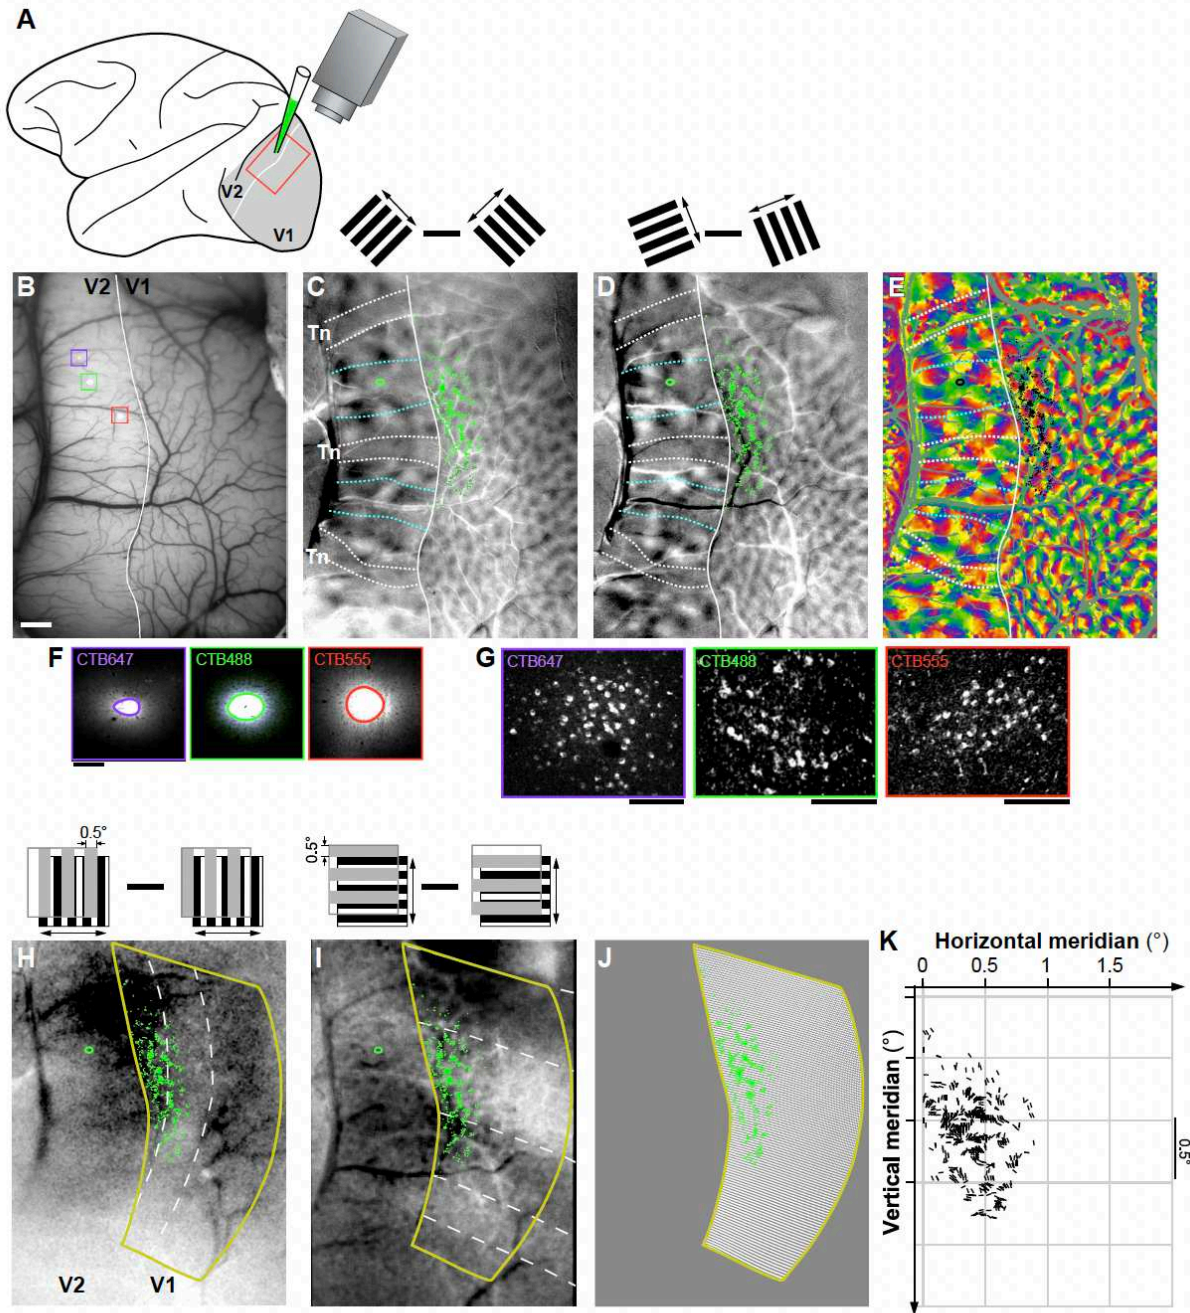 A
V2
V1
B
V2 V1
C
Tn
Tn
Tn
D
E
F
CTB647
CTB488
CTB555
G
CTB647
CTB488
CTB555
0.5°
0.5°
H
V2
V1
I
J
K
Horizontal meridian (°)
0
0.5
1
1.5
Vertical meridian (°)
0.5°